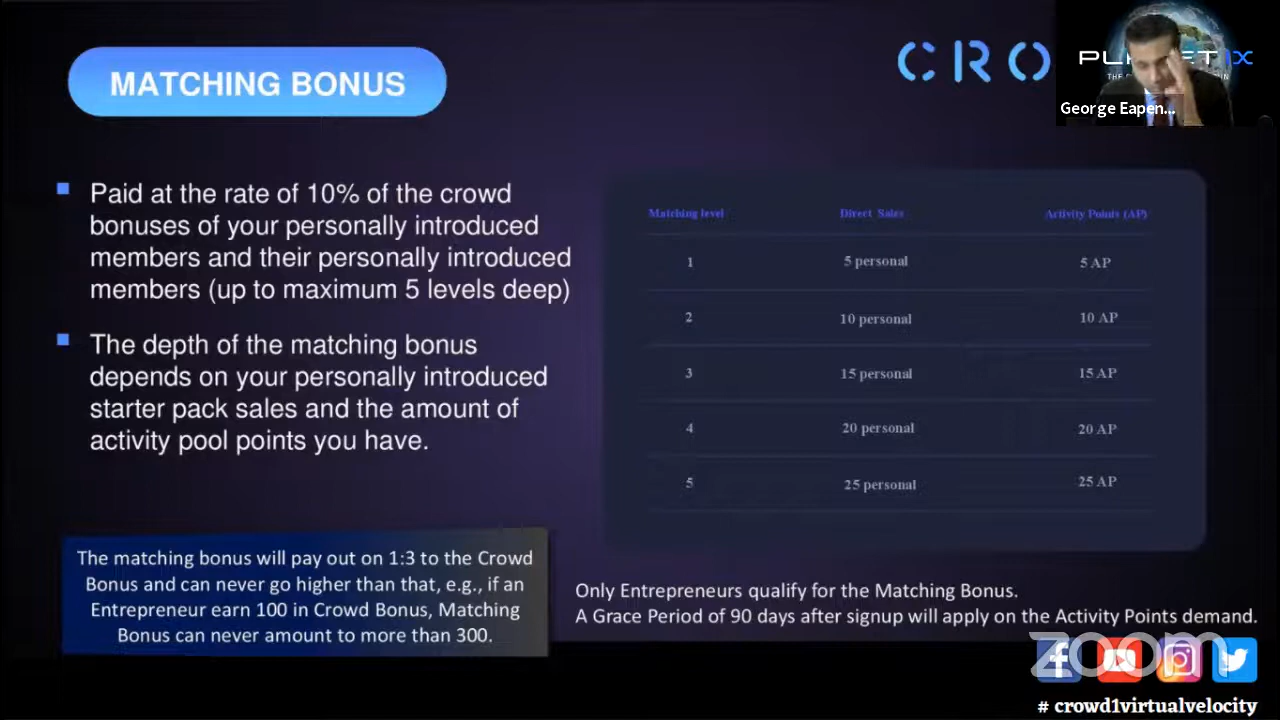 MATCHING BONUS
CRO
PL ET IX
George Eapen...
Paid at the rate of 10% of the crowd
bonuses of your personally introduced
members and their personally introduced
members (up to maximum 5 levels deep)
The depth of the matching bonus
depends on your personally introduced
starter pack sales and the amount of
activity pool points you have.
Matching level Direct Sales Activity Points (AP)
1 5 personal 5 AP
2 10 personal 10 AP
3 15 personal 15 AP
4 20 personal 20 AP
5 25 personal 25 AP
The matching bonus will pay out on 1:3 to the Crowd
Bonus and can never go higher than that, e.g., if an
Entrepreneur earn 100 in Crowd Bonus, Matching
Bonus can never amount to more than 300.
Only Entrepreneurs qualify for the Matching Bonus.
A Grace Period of 90 days after signup will apply on the Activity Points demand.
zoom
# crowd1virtualvelocity